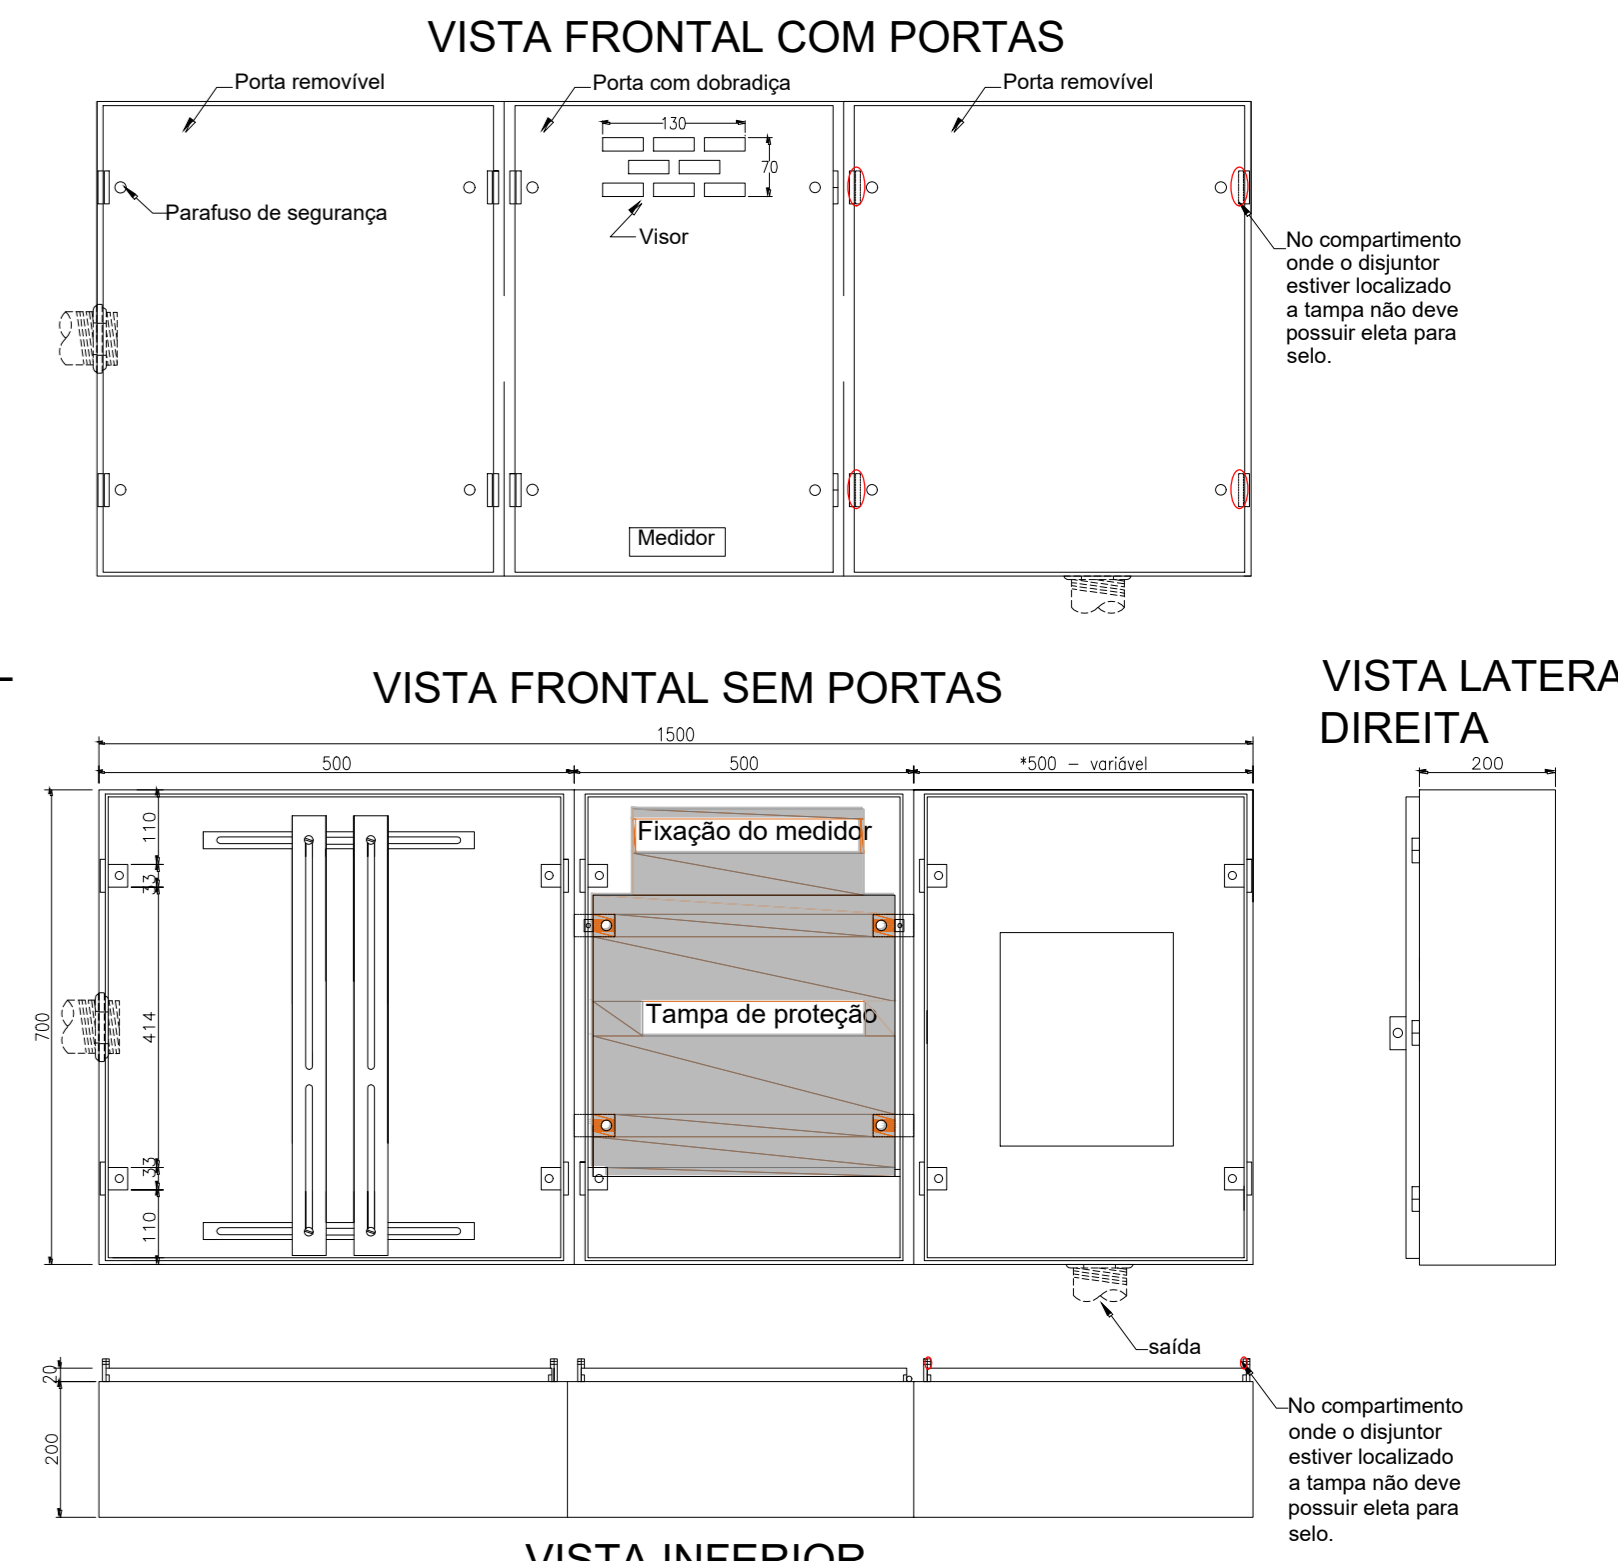 VISTA FRONTAL COM PORTAS
Porta removível
Porta com dobradiça
Porta removível
130
70
Parafuso de segurança
Visor
No compartimento
onde o disjuntor
estiver localizado
a tampa não deve
possuir eleta para
selo.
Medidor
VISTA FRONTAL SEM PORTAS
VISTA LATERA
DIREITA
1500
500
500
*500 - variável
200
110
33
414
33
110
700
Fixação do medidor
Tampa de proteção
saída
20
200
No compartimento
onde o disjuntor
estiver localizado
a tampa não deve
possuir eleta para
selo.
VISTA INFERIOR